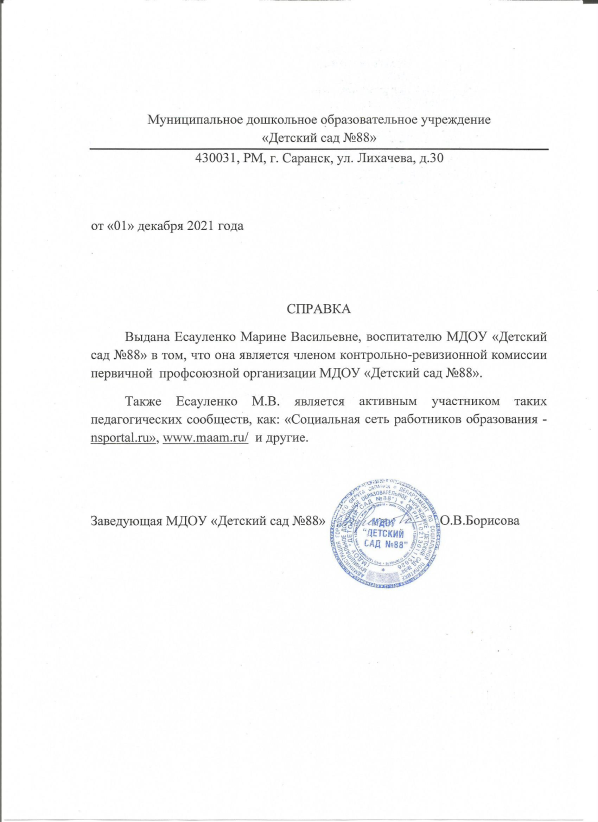 Муниципальное дошкольное образовательное учреждение
«Детский сад №88»
430031, РМ, г. Саранск, ул. Лихачева, д.30
от «01» декабря 2021 года
СПРАВКА
Выдана Есауленко Марине Васильевне, воспитателю МДОУ «Детский
сад №88» в том, что она является членом контрольно-ревизионной комиссии
первичной профсоюзной организации МДОУ «Детский сад №88».
Также Есауленко М.В. является активным участником таких
педагогических сообществ, как: «Социальная сеть работников образования -
nsportal.ru», www.maam.ru/ и другие.
Заведующая МДОУ «Детский сад №88» О.В.Борисова
МДОУ
"ДЕТСКИЙ
САД №88"